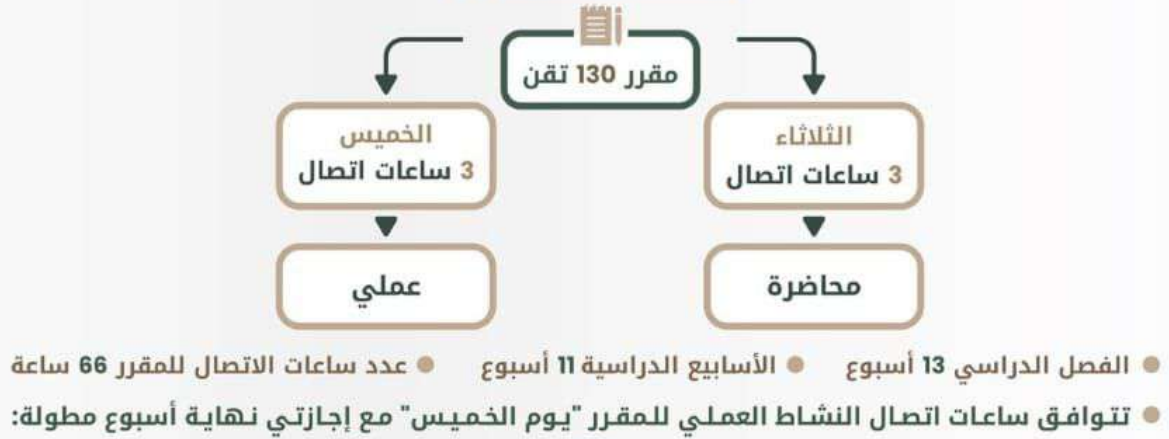 مقرر 130 تقن
الثلاثاء
3 ساعات اتصال
الخميس
3 ساعات اتصال
محاضرة
عملي
الفصل الدراسي 13 أسبوع
الأسابيع الدراسية 11 أسبوع
عدد ساعات الاتصال للمقرر 66 ساعة
تتوافق ساعات اتصال النشاط العملي للمقرر "يوم الخميس" مع إجازتي نهاية أسبوع مطولة: